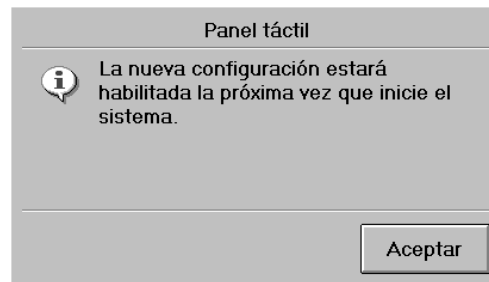 Panel táctil
La nueva configuración estará
habilitada la próxima vez que inicie el
sistema.
Aceptar